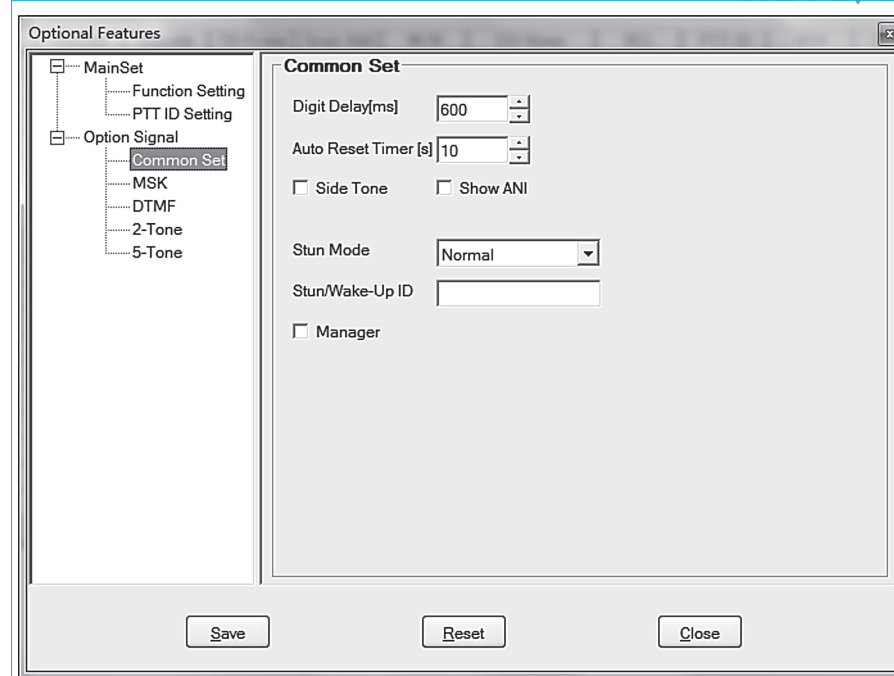 Optional Features
MainSet
Function Setting
PTT ID Setting
Option Signal
Common Set
MSK
DTMF
2-Tone
5-Tone
Common Set
Digit Delay[ms] 600
Auto Reset Timer [s] 10
Side Tone Show ANI
Stun Mode Normal
Stun/Wake-Up ID
Manager
Save Reset Close